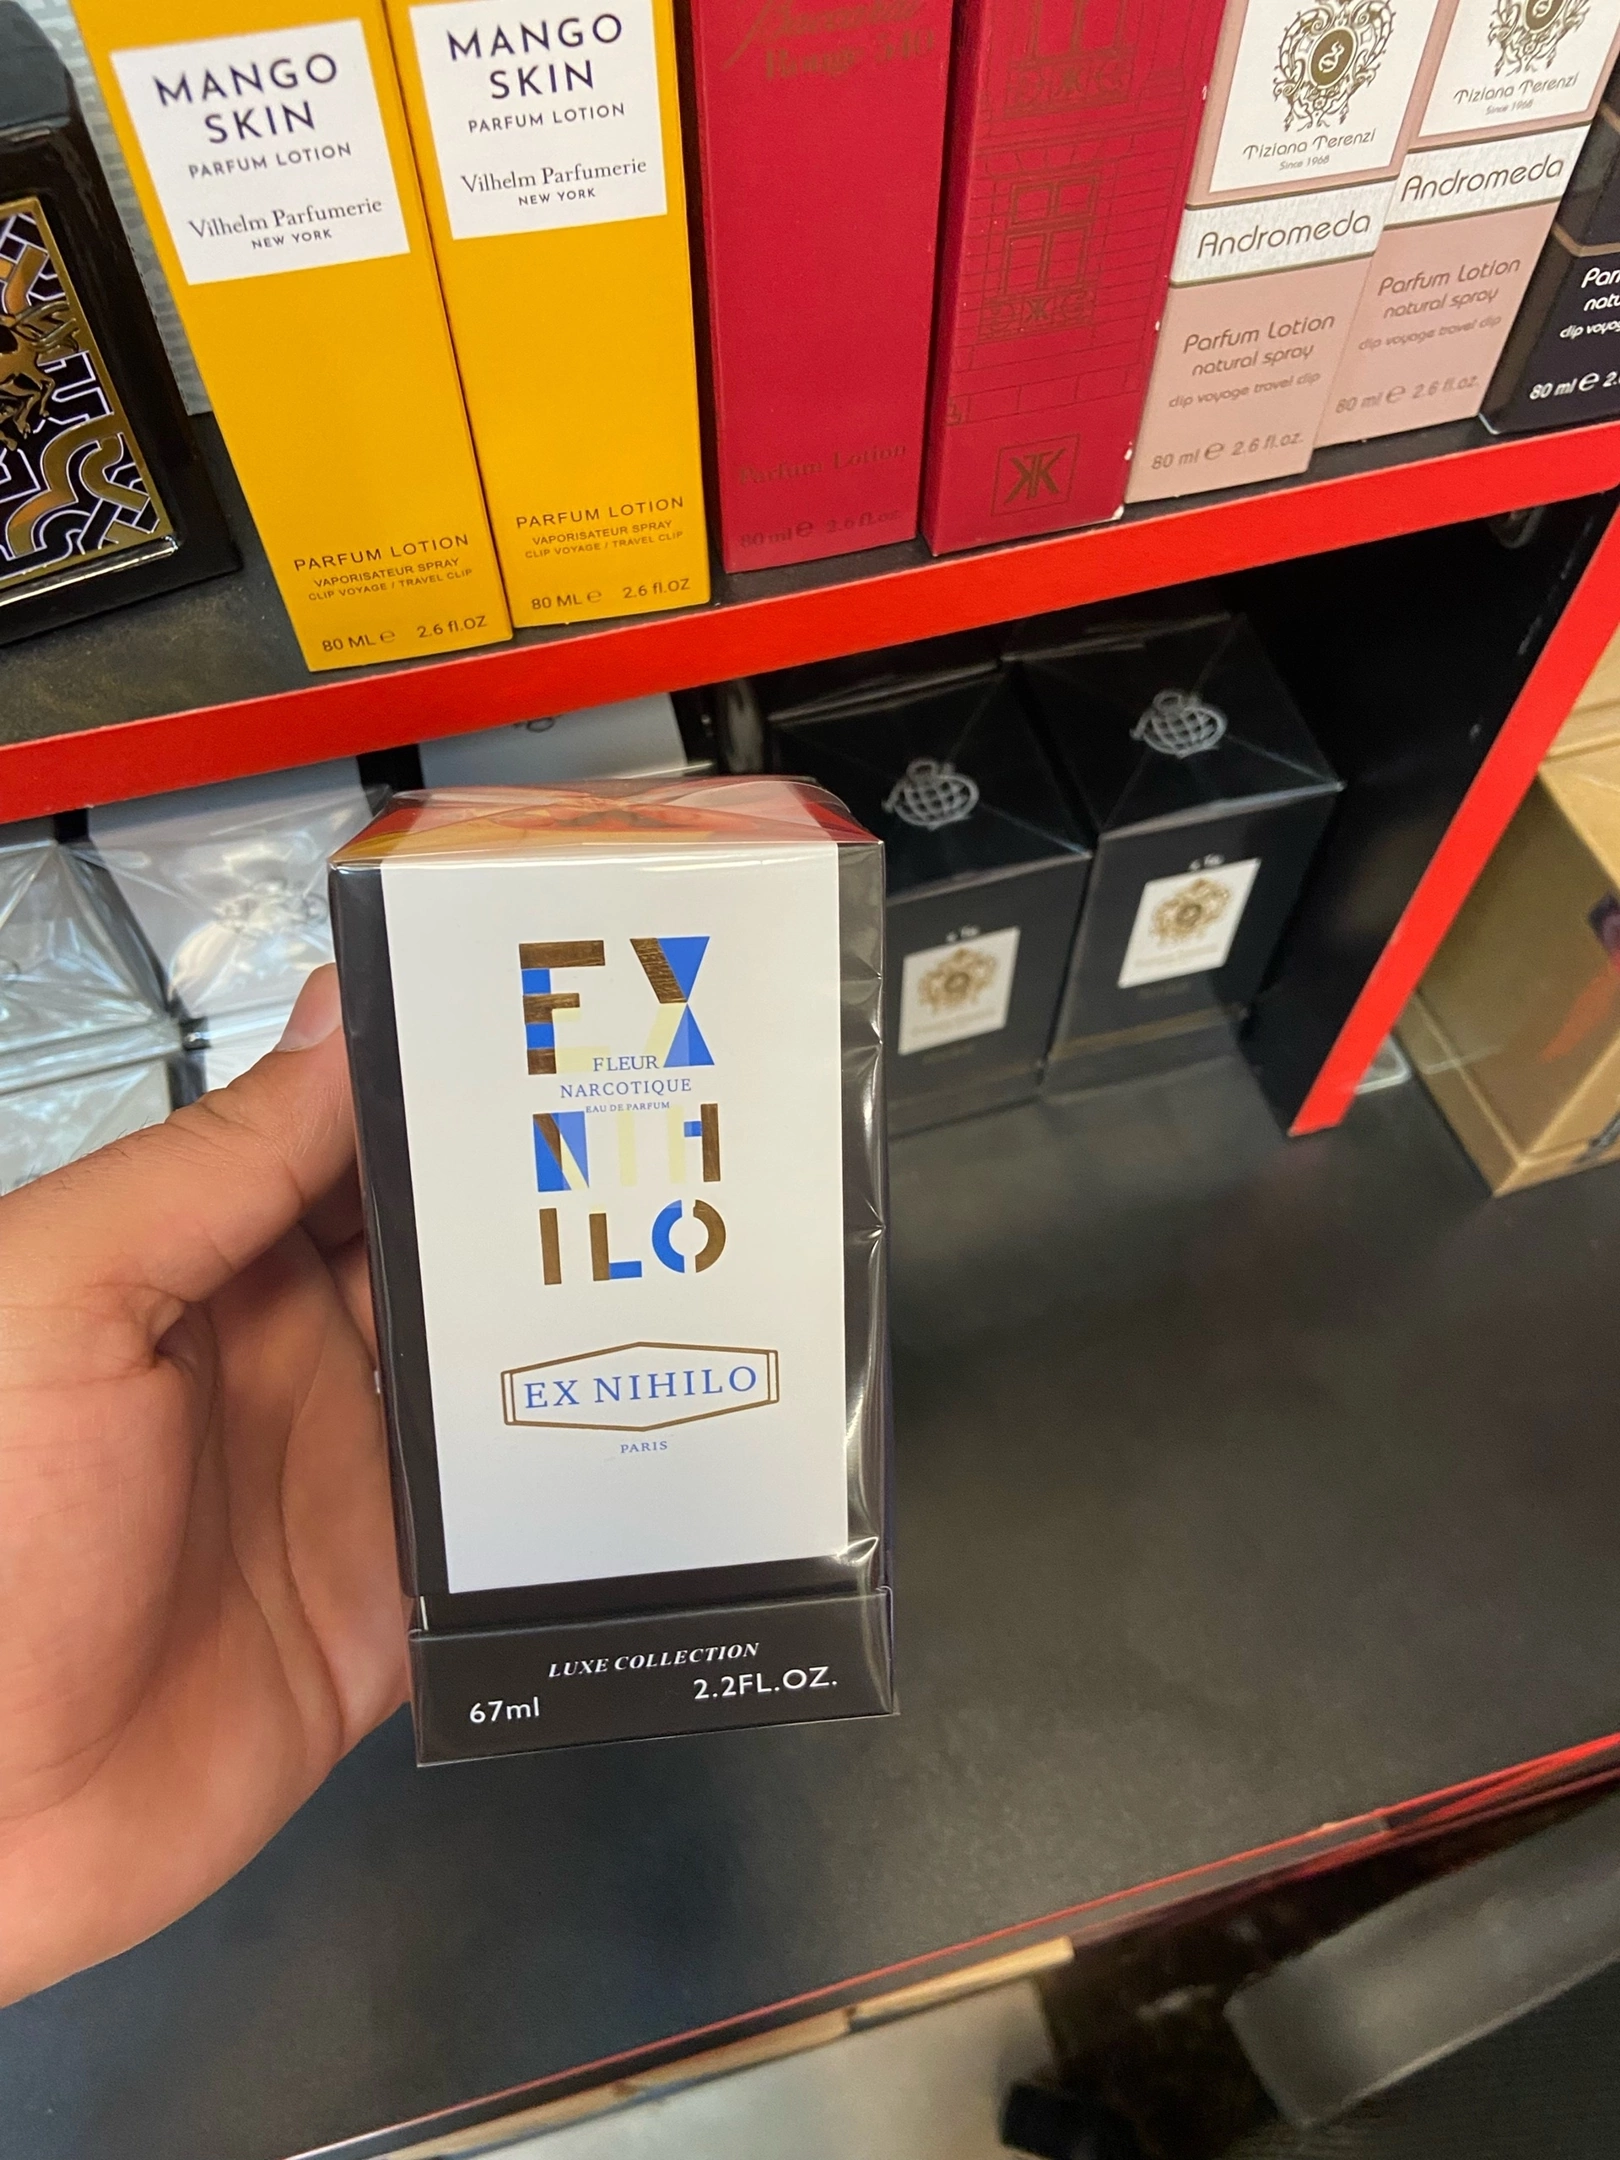 MANGO
SKIN
PARFUM LOTION
Vilhelm Parfumerie
NEW YORK
PARFUM LOTION
VAPORISATEUR SPRAY
CLIP VOYAGE / TRAVEL CLIP
80 ML e 2.6 fl.OZ
MANGO
SKIN
PARFUM LOTION
Vilhelm Parfumerie
NEW YORK
PARFUM LOTION
VAPORISATEUR SPRAY
CLIP VOYAGE / TRAVEL CLIP
80 ML e 2.6 fl.OZ
Baccarat
Rouge 540
Parfum Lotion
80 ml e 2.6 fl.oz
Tiziana Terenzi
Since 1968
Andromeda
Parfum Lotion
natural spray
clip voyage travel clip
80 ml e 2.6 fl.oz.
Tiziana Terenzi
Since 1968
Andromeda
Parfum Lotion
natural spray
clip voyage travel clip
80 ml e 2.6 fl.oz.
80 ml e
EX
FLEUR
NARCOTIQUE
EAU DE PARFUM
NIH
ILO
EX NIHILO
PARIS
LUXE COLLECTION
67ml 2.2FL.OZ.